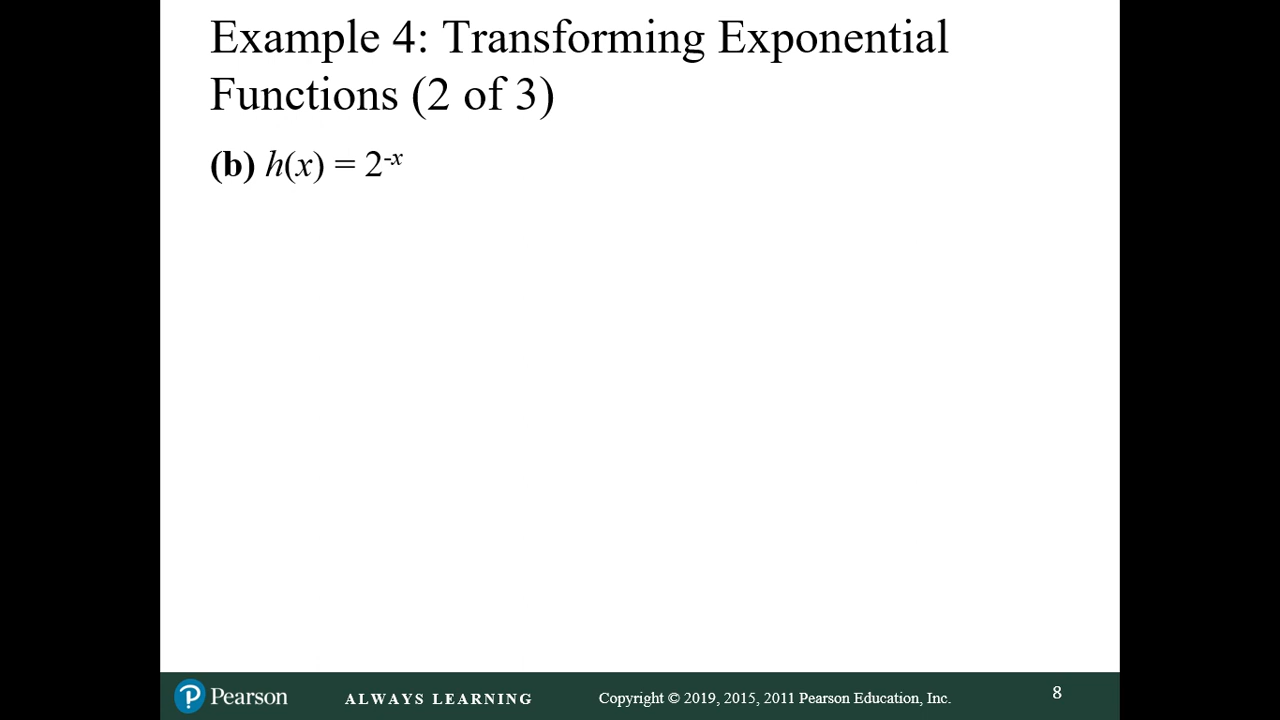 Example 4: Transforming Exponential
Functions (2 of 3)
(b) h(x) = 2⁻ˣ
Pearson
ALWAYS LEARNING
Copyright © 2019, 2015, 2011 Pearson Education, Inc.
8